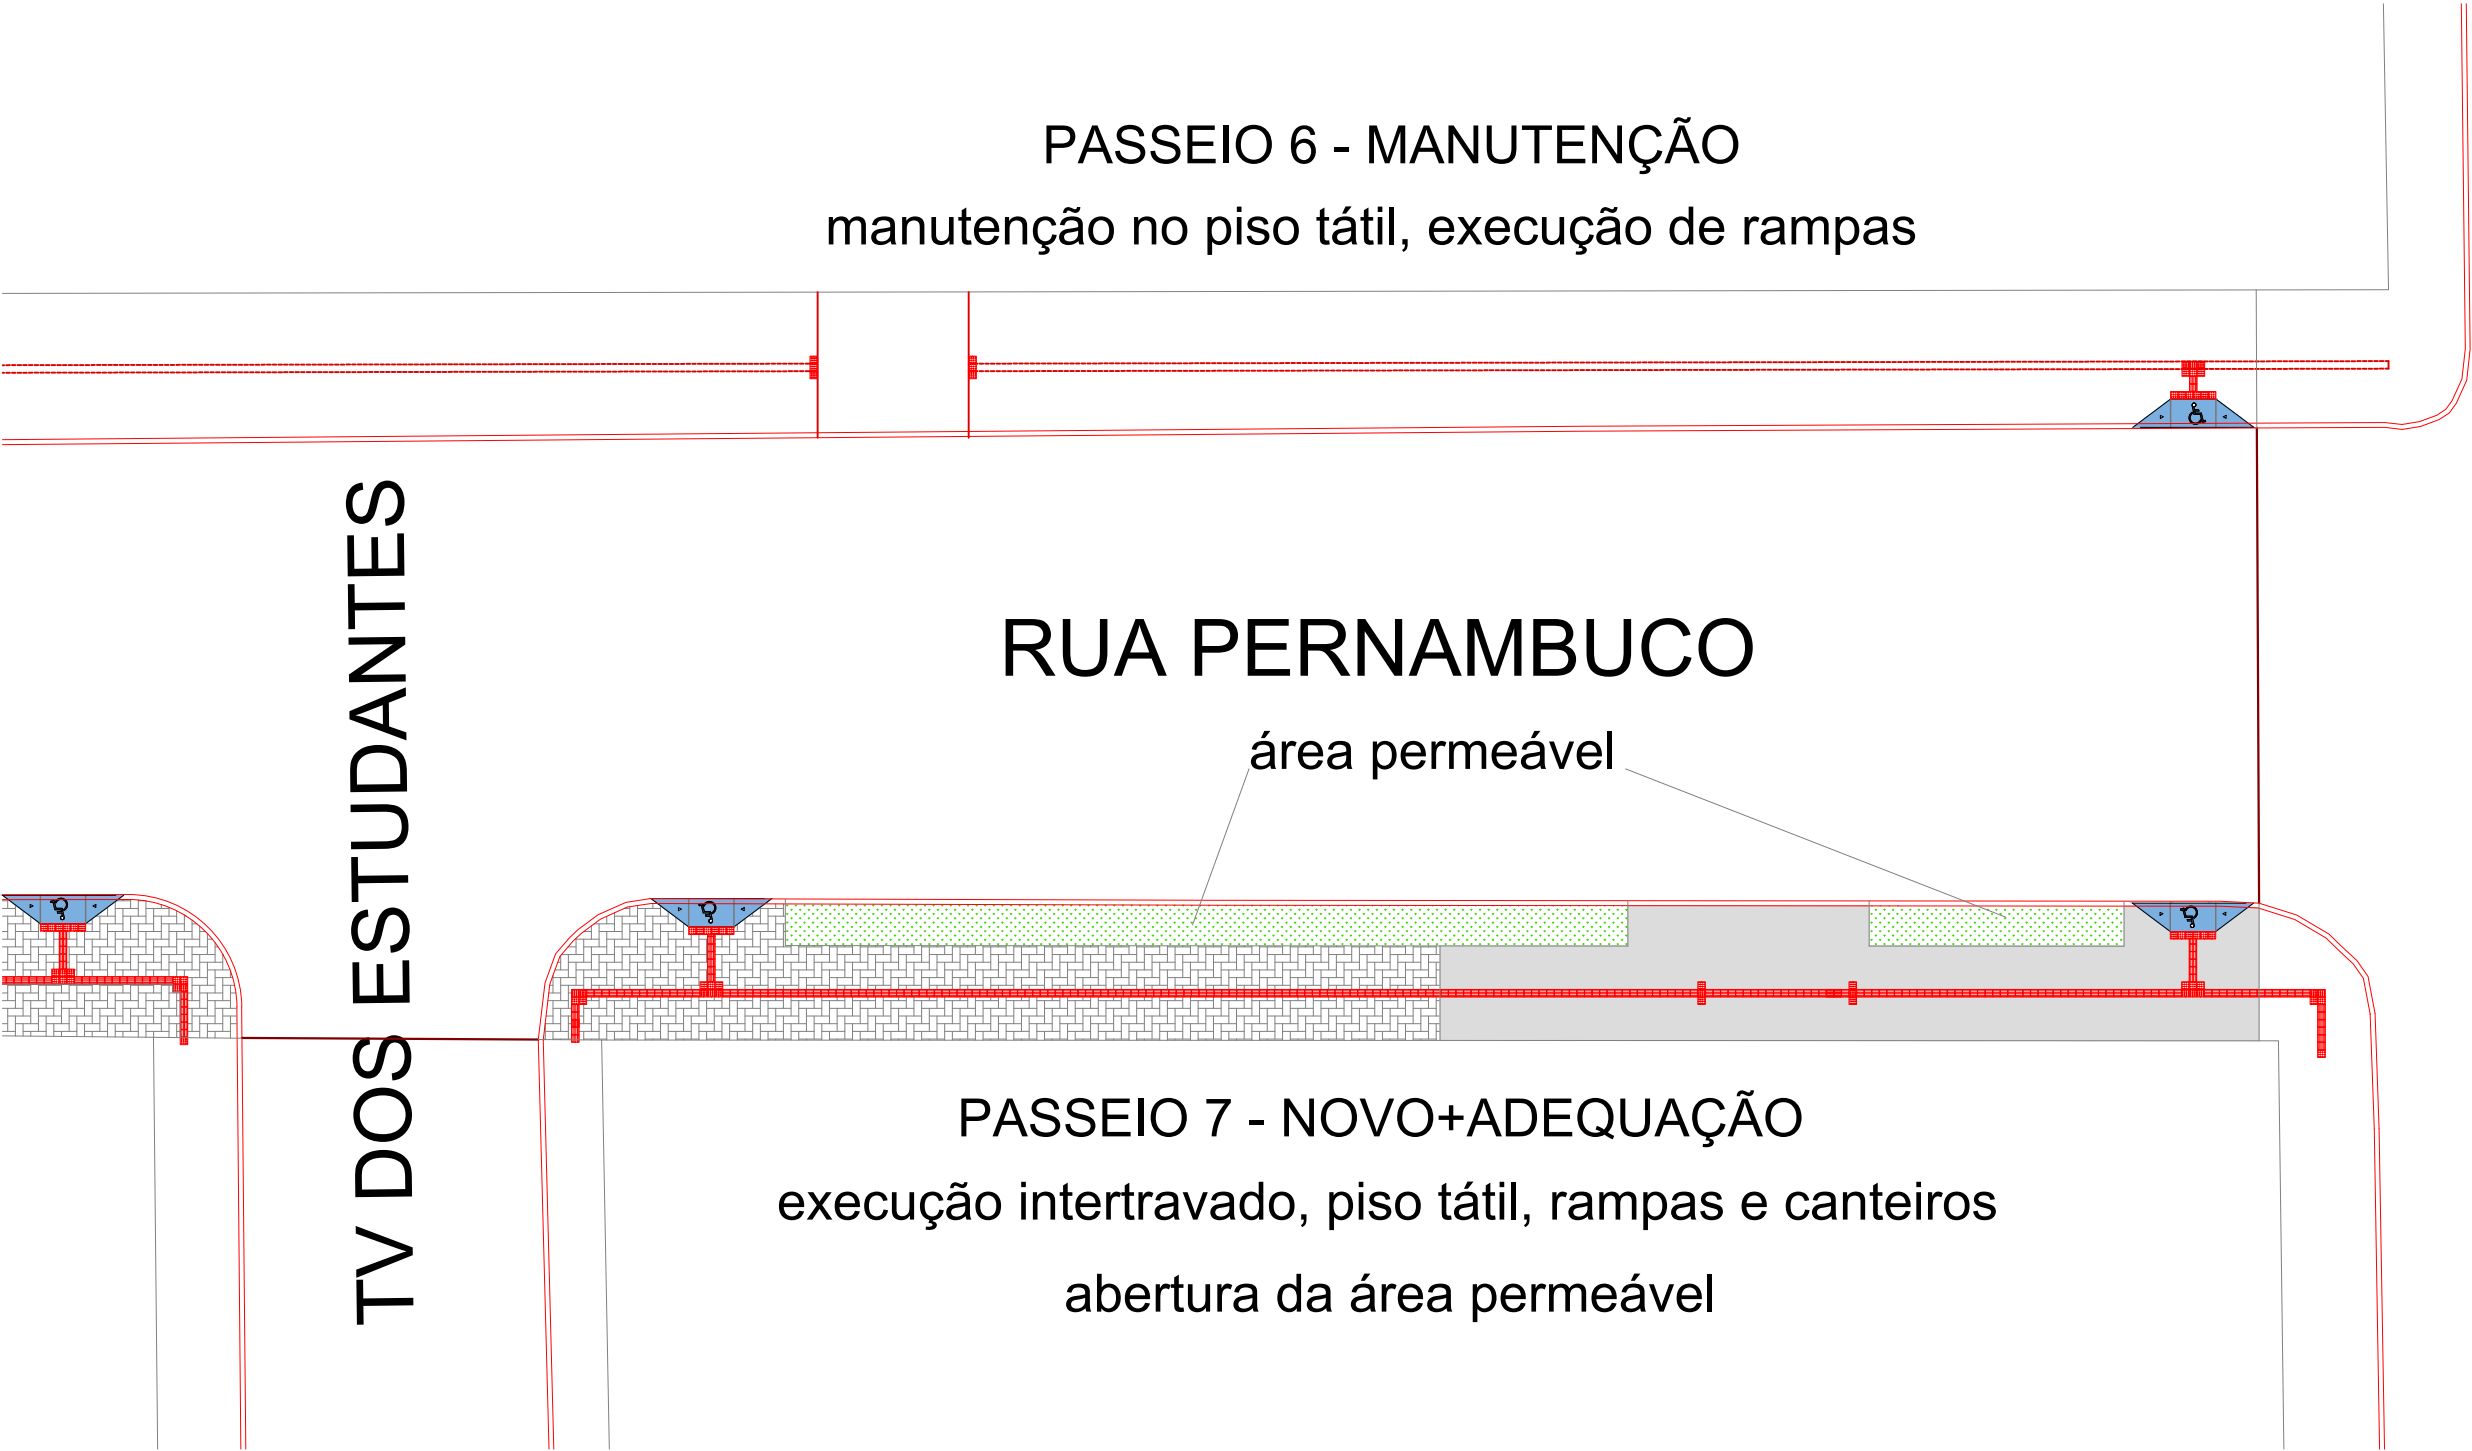 PASSEIO 6 - MANUTENÇÃO
manutenção no piso tátil, execução de rampas
TV DOS ESTUDANTES
RUA PERNAMBUCO
área permeável
PASSEIO 7 - NOVO+ADEQUAÇÃO
execução intertravado, piso tátil, rampas e canteiros
abertura da área permeável